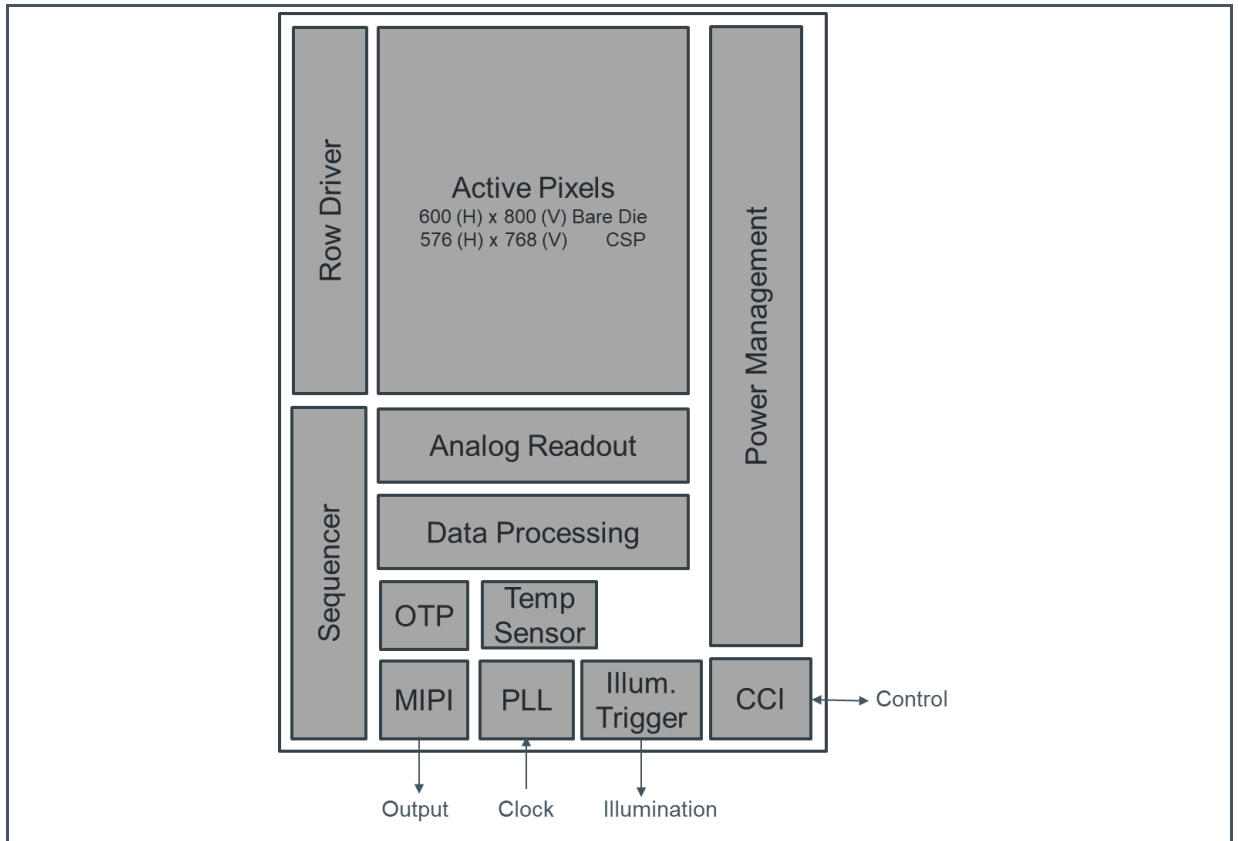 Row Driver
Active Pixels
600 (H) x 800 (V) Bare Die
576 (H) x 768 (V) CSP
Power Management
Sequencer
Analog Readout
Data Processing
OTP
Temp
Sensor
MIPI
PLL
Illum.
Trigger
CCI
Control
Output
Clock
Illumination